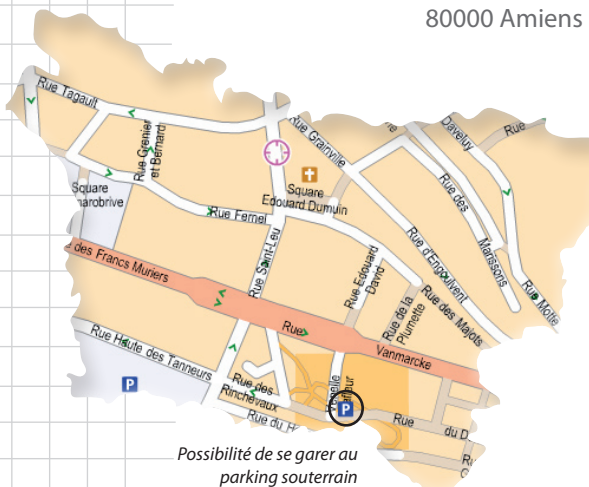 80000 Amiens
Rue Tagault
Rue Grenier
et Bernard
Rue Grainville
Daveluy
Rue
Square
Square
Edouard Dumuin
Rue des
Marissons
Rue Fernel
Rue Saint-Leu
Rue d'Engoulvent
Rue Motte
des Francs Muriers
Rue Edouard
David
Rue de la
Plumette
Rue des Majots
Rue
Vanmarcke
Rue Haute des Tanneurs
P
Rue des
Rinchevaux
Rue du H
P
Rue
du D
Possibilité de se garer au
parking souterrain